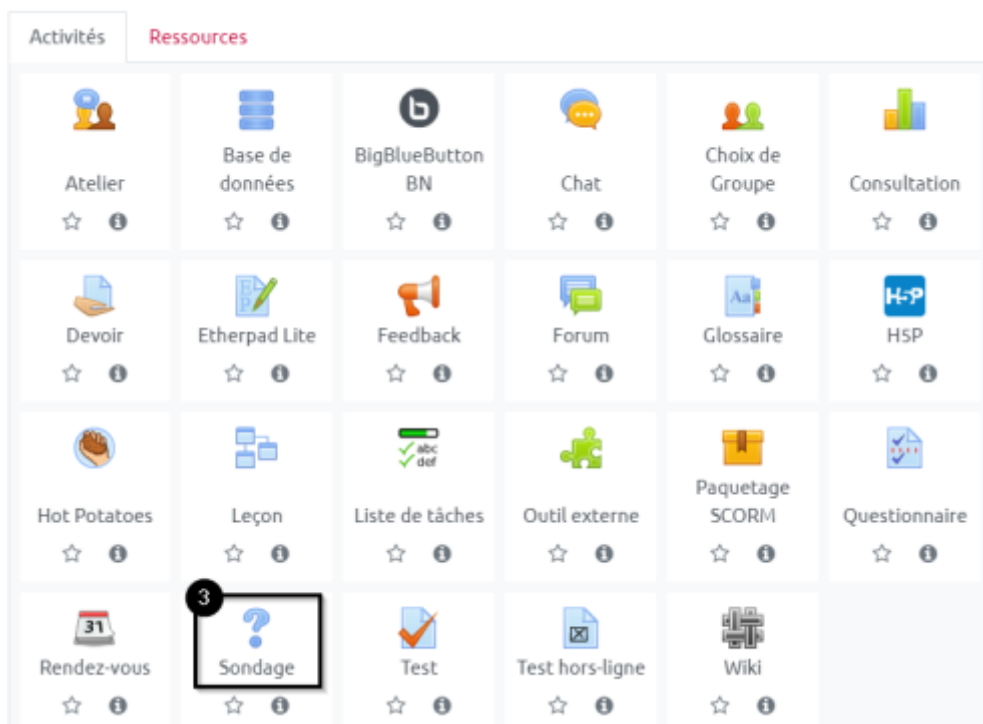 Activités Ressources
Base de BigBlueButton Choix de
Atelier données BN Chat Groupe Consultation
Devoir Etherpad Lite Feedback Forum Glossaire H5P
abc
def
Paquetage
Hot Potatoes Leçon Liste de tâches Outil externe SCORM Questionnaire
3
31
Rendez-vous Sondage Test Test hors-ligne Wiki